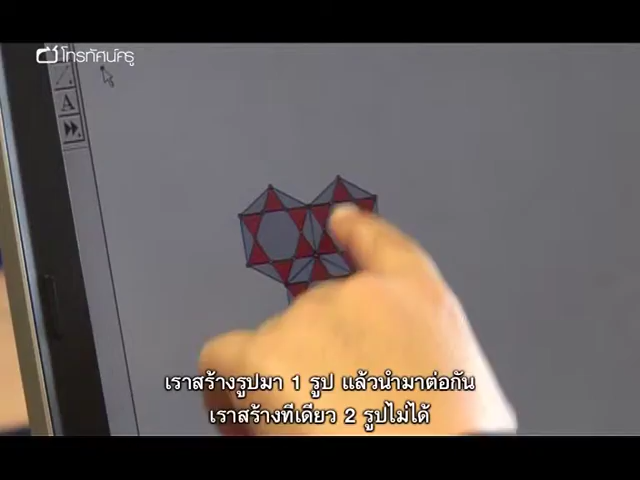 โทรทัศน์ครู
A
เราสร้างรูปมา 1 รูป แล้วนำมาต่อกัน
เราสร้างทีเดียว 2 รูปไม่ได้